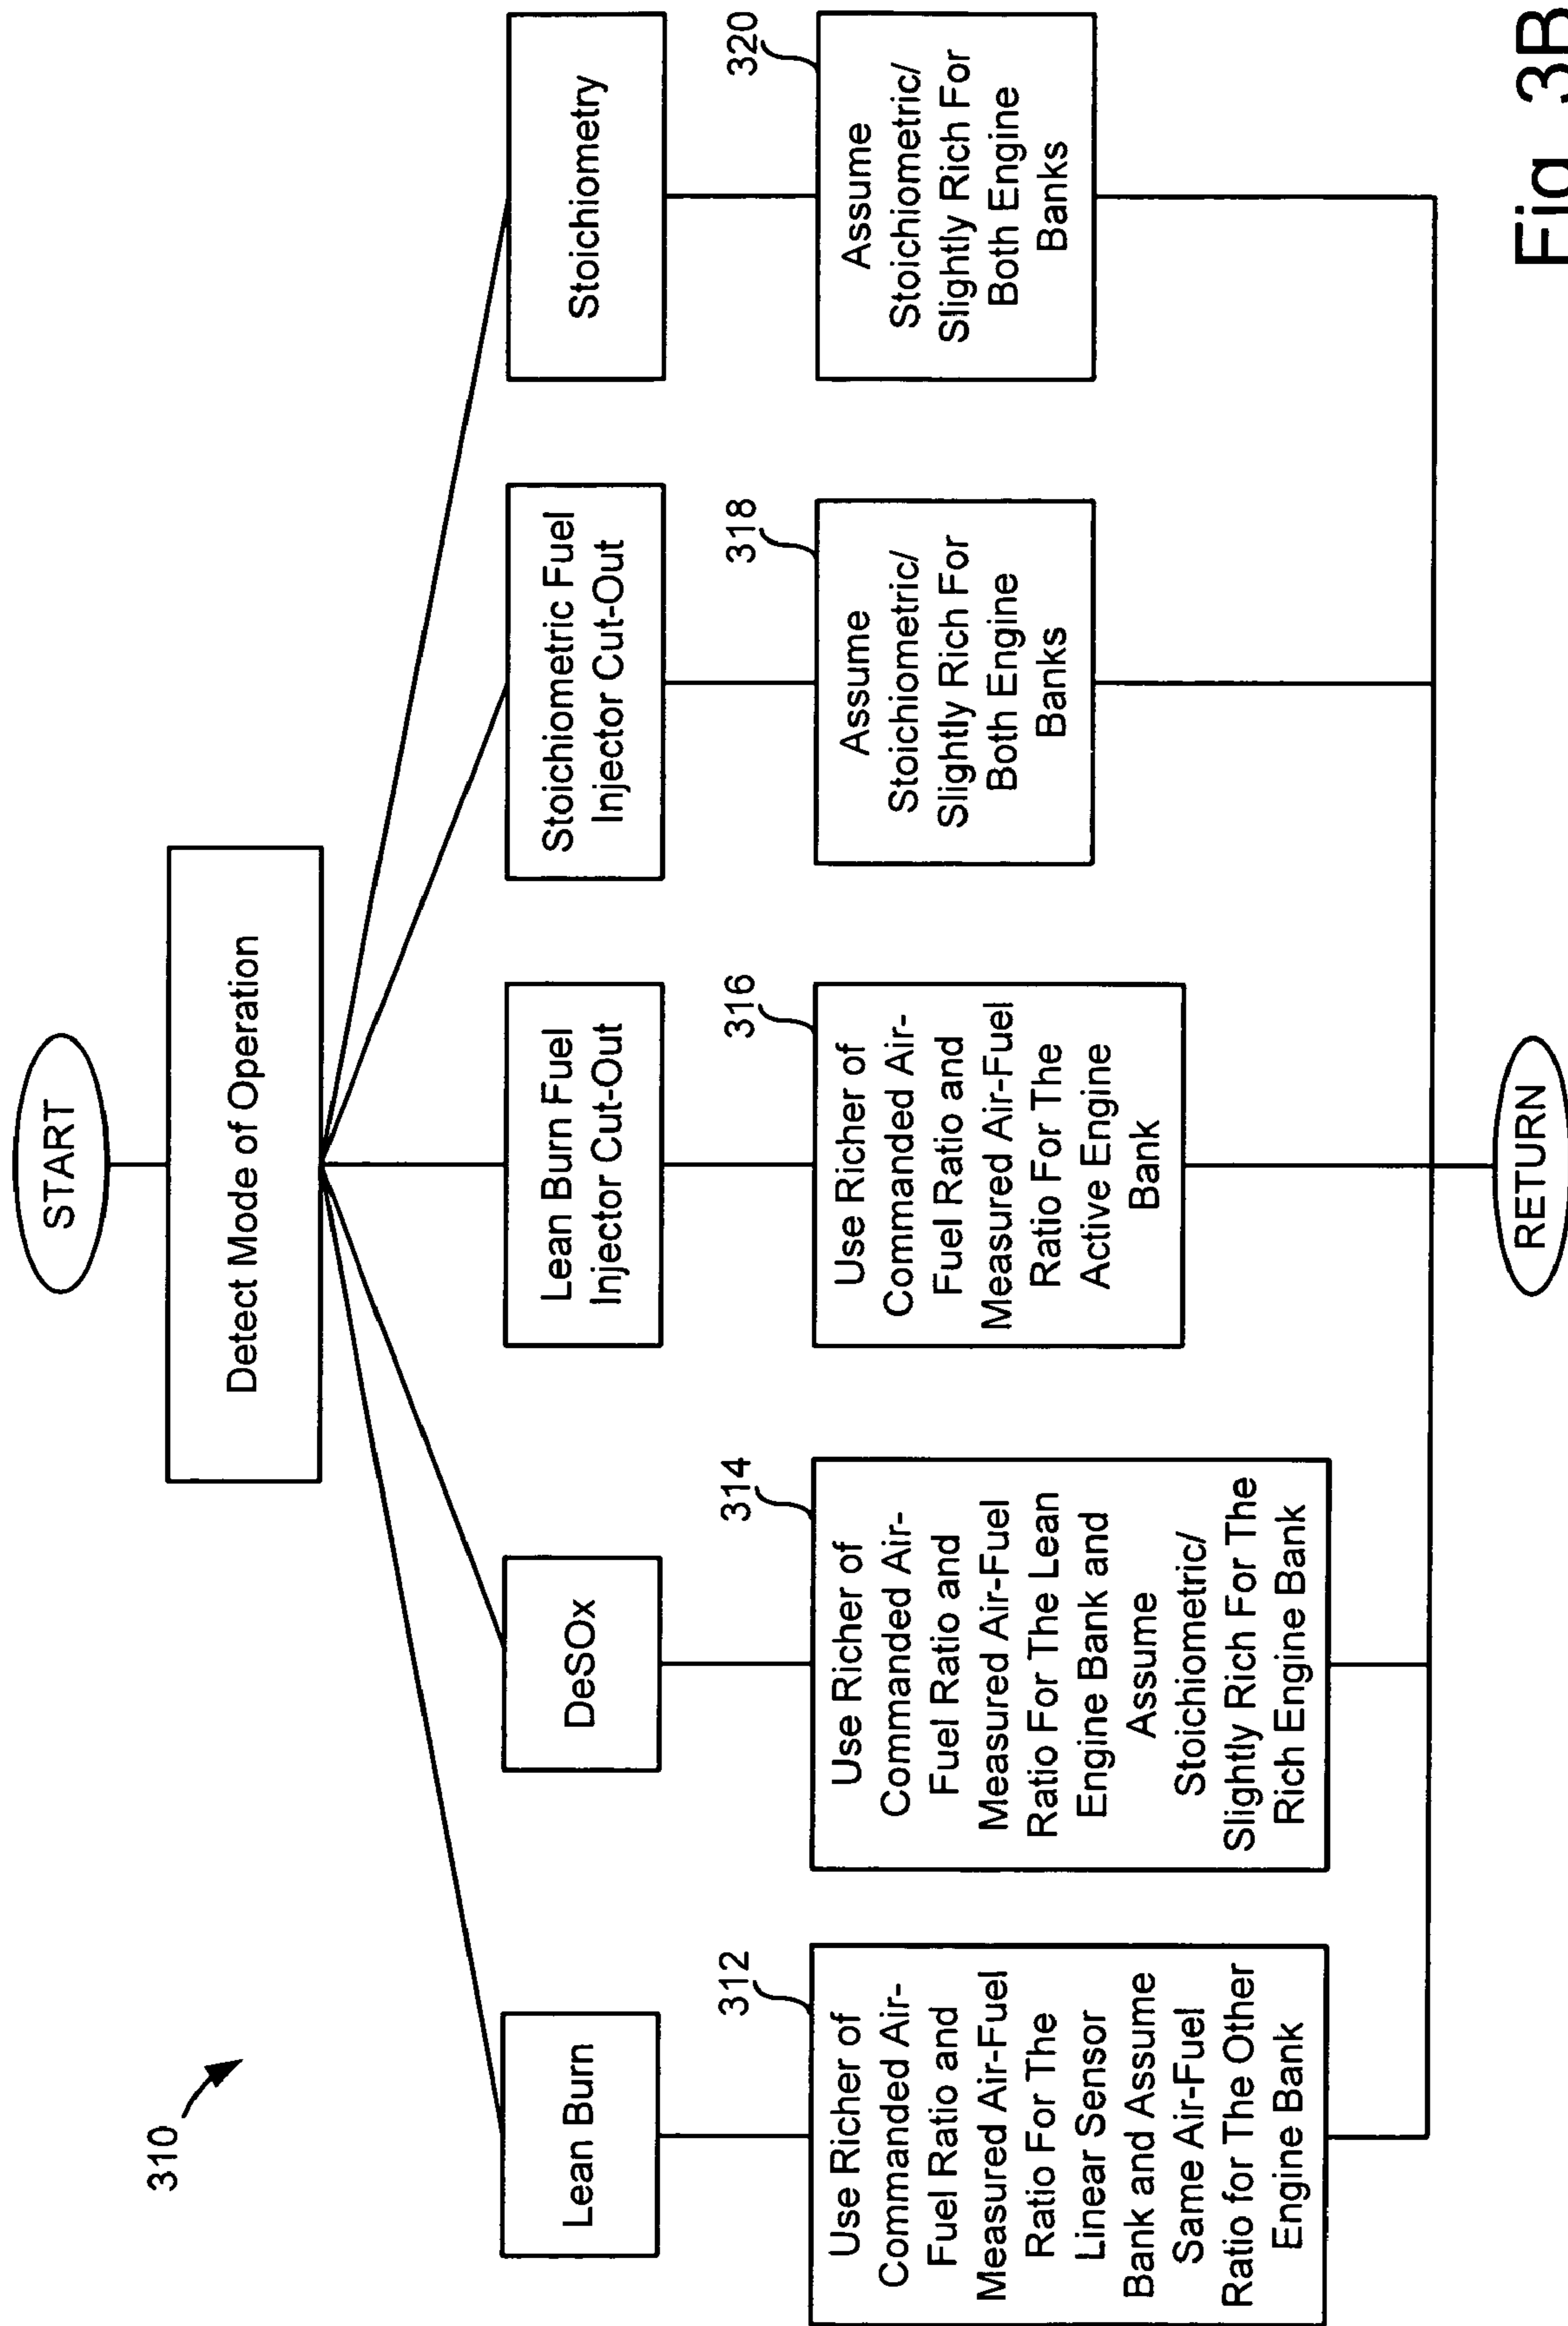 310
START
Detect Mode of Operation
Lean Burn
DeSOx
Lean Burn Fuel
Injector Cut-Out
Stoichiometric Fuel
Injector Cut-Out
Stoichiometry
312
Use Richer of
Commanded Air-
Fuel Ratio and
Measured Air-Fuel
Ratio For The
Linear Sensor
Bank and Assume
Same Air-Fuel
Ratio for The Other
Engine Bank
314
Use Richer of
Commanded Air-
Fuel Ratio and
Measured Air-Fuel
Ratio For The Lean
Engine Bank and
Assume
Stoichiometric/
Slightly Rich For The
Rich Engine Bank
316
Use Richer of
Commanded Air-
Fuel Ratio and
Measured Air-Fuel
Ratio For The
Active Engine
Bank
318
Assume
Stoichiometric/
Slightly Rich For
Both Engine
Banks
320
Assume
Stoichiometric/
Slightly Rich For
Both Engine
Banks
RETURN
Fig. 3B